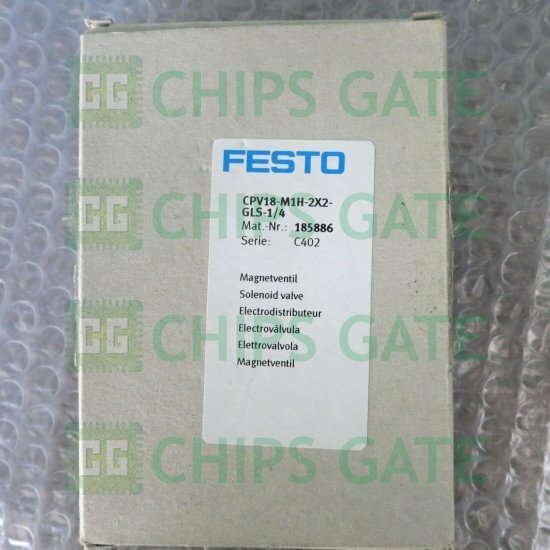 CG CHIPS GATE
FESTO
CPV18-M1H-2X2-
GLS-1/4
Mat.-Nr.: 185886
Serie: C402
CG CHIPS GATE
Magnetventil
Solenoid valve
Electrodistributeur
Electroválvula
Elettrovalvola
Magnetventil
CG CHIPS GATE
CG CHIPS GATE